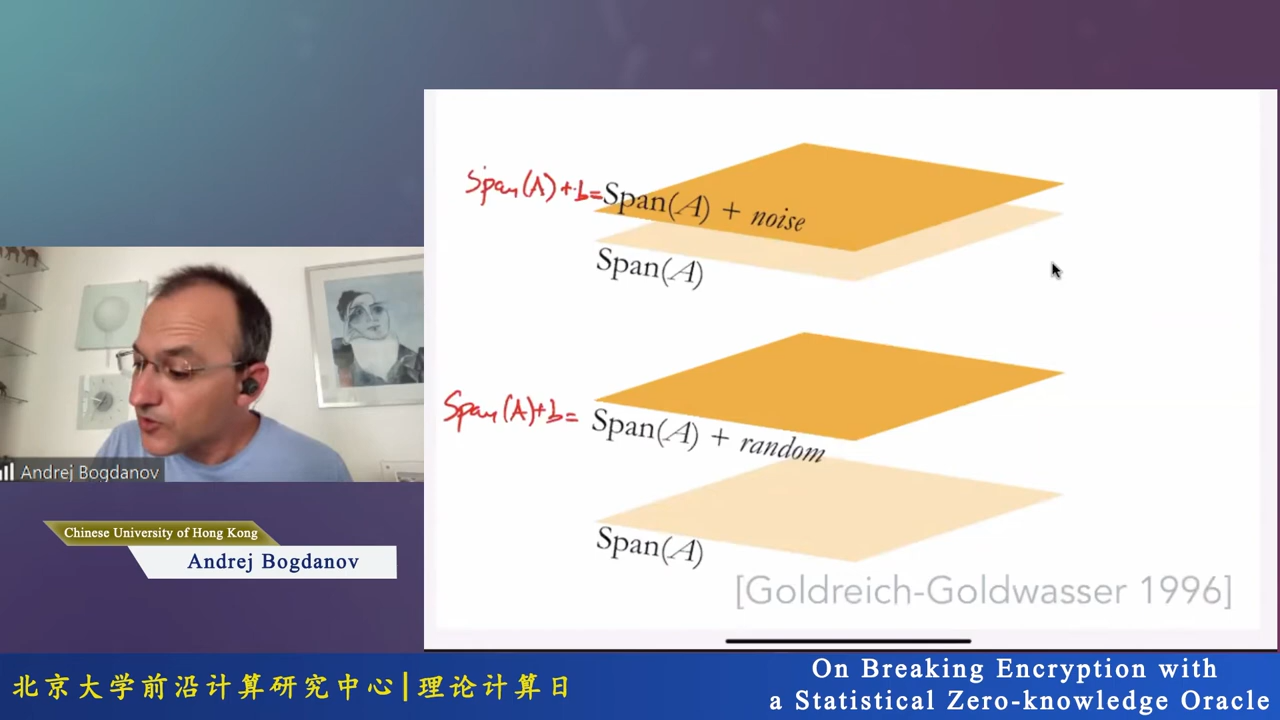 Span(A)+b=
Span(A) + noise
Span(A)
Span(A)+b=
Span(A) + random
Span(A)
[Goldreich-Goldwasser 1996]
Andrej Bogdanov
Chinese University of Hong Kong
Andrej Bogdanov
北京大学前沿计算研究中心|理论计算日
On Breaking Encryption with
a Statistical Zero-knowledge Oracle